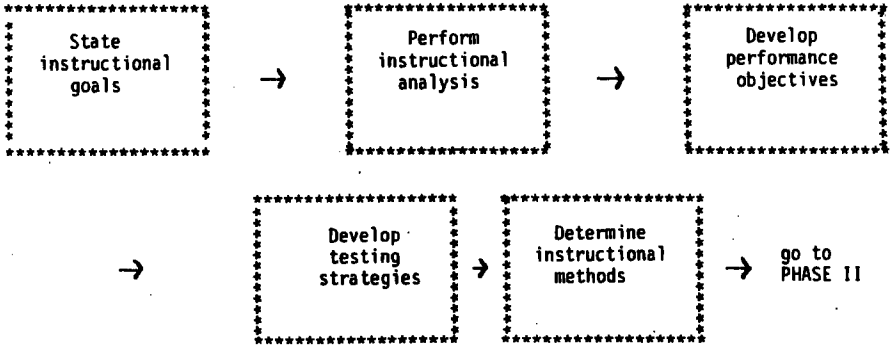 State
instructional
goals
→
Perform
instructional
analysis
→
Develop
performance
objectives
→
Develop
testing
strategies
→
Determine
instructional
methods
→
go to
PHASE II